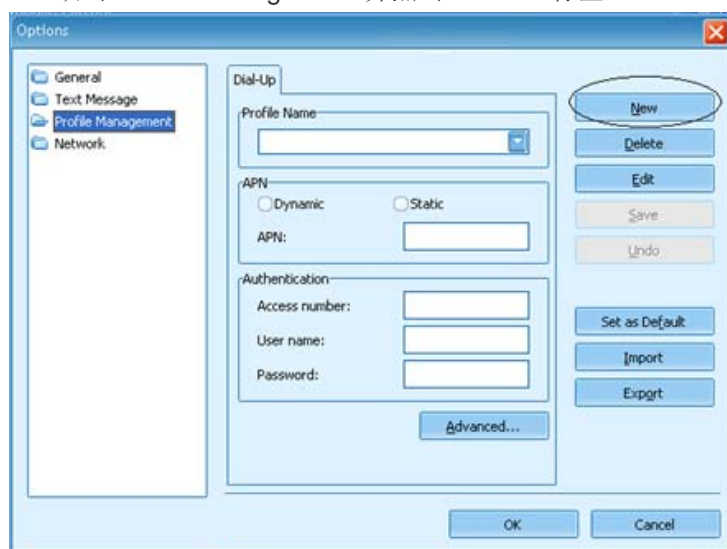 Options
General
Text Message
Profile Management
Network
Dial-Up
Profile Name
APN
Dynamic
Static
APN:
Authentication
Access number:
User name:
Password:
Advanced...
New
Delete
Edit
Save
Undo
Set as Default
Import
Export
OK
Cancel